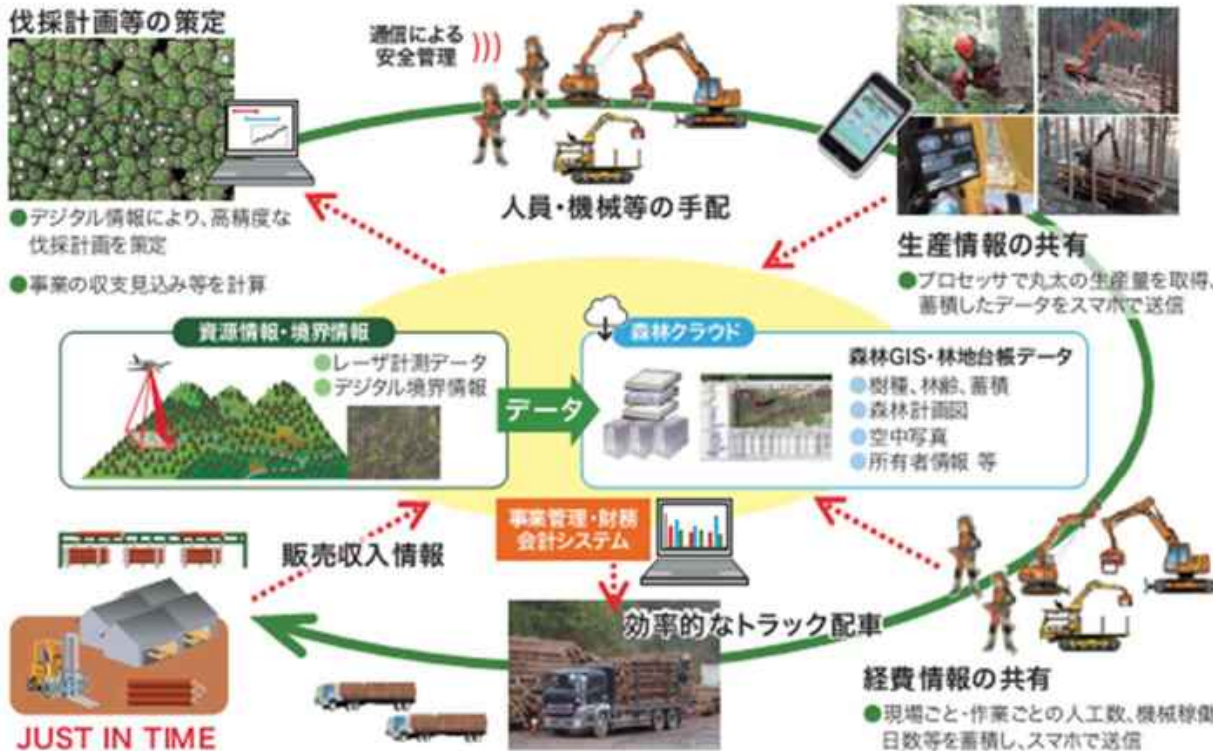 伐採計画等の策定
●デジタル情報により、高精度な
伐採計画を策定
●事業の収支見込み等を計算
通信による
安全管理
人員・機械等の手配
生産情報の共有
●プロセッサで丸太の生産量を取得、
蓄積したデータをスマホで送信
資源情報・境界情報
●レーザ計測データ
●デジタル境界情報
データ
森林クラウド
森林GIS・林地台帳データ
●樹種、林齢、蓄積
●森林計画図
●空中写真
●所有者情報 等
事業管理・財務
会計システム
販売収入情報
効率的なトラック配車
JUST IN TIME
経費情報の共有
●現場ごと・作業ごとの人工数、機械稼働
日数等を蓄積し、スマホで送信